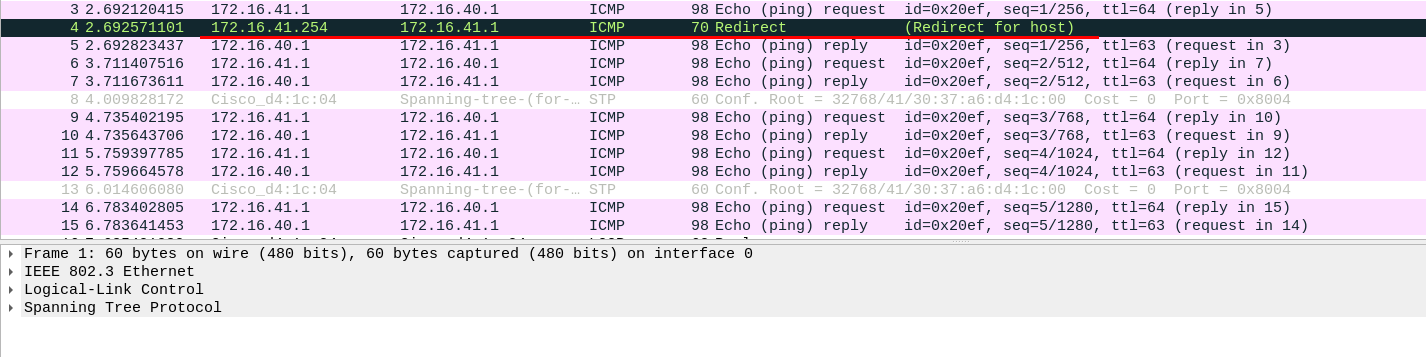 3 2.692120415 172.16.41.1 172.16.40.1 ICMP 98 Echo (ping) request id=0x20ef, seq=1/256, ttl=64 (reply in 5)
4 2.692571101 172.16.41.254 172.16.41.1 ICMP 70 Redirect (Redirect for host)
5 2.692823437 172.16.40.1 172.16.41.1 ICMP 98 Echo (ping) reply id=0x20ef, seq=1/256, ttl=63 (request in 3)
6 3.711407516 172.16.41.1 172.16.40.1 ICMP 98 Echo (ping) request id=0x20ef, seq=2/512, ttl=64 (reply in 7)
7 3.711673611 172.16.40.1 172.16.41.1 ICMP 98 Echo (ping) reply id=0x20ef, seq=2/512, ttl=63 (request in 6)
8 4.009828172 Cisco_d4:1c:04 Spanning-tree-(for-… STP 60 Conf. Root = 32768/41/30:37:a6:d4:1c:00 Cost = 0 Port = 0x8004
9 4.735402195 172.16.41.1 172.16.40.1 ICMP 98 Echo (ping) request id=0x20ef, seq=3/768, ttl=64 (reply in 10)
10 4.735643706 172.16.40.1 172.16.41.1 ICMP 98 Echo (ping) reply id=0x20ef, seq=3/768, ttl=63 (request in 9)
11 5.759397785 172.16.41.1 172.16.40.1 ICMP 98 Echo (ping) request id=0x20ef, seq=4/1024, ttl=64 (reply in 12)
12 5.759664578 172.16.40.1 172.16.41.1 ICMP 98 Echo (ping) reply id=0x20ef, seq=4/1024, ttl=63 (request in 11)
13 6.014606080 Cisco_d4:1c:04 Spanning-tree-(for-… STP 60 Conf. Root = 32768/41/30:37:a6:d4:1c:00 Cost = 0 Port = 0x8004
14 6.783402805 172.16.41.1 172.16.40.1 ICMP 98 Echo (ping) request id=0x20ef, seq=5/1280, ttl=64 (reply in 15)
15 6.783641453 172.16.40.1 172.16.41.1 ICMP 98 Echo (ping) reply id=0x20ef, seq=5/1280, ttl=63 (request in 14)
Frame 1: 60 bytes on wire (480 bits), 60 bytes captured (480 bits) on interface 0
IEEE 802.3 Ethernet
Logical-Link Control
Spanning Tree Protocol